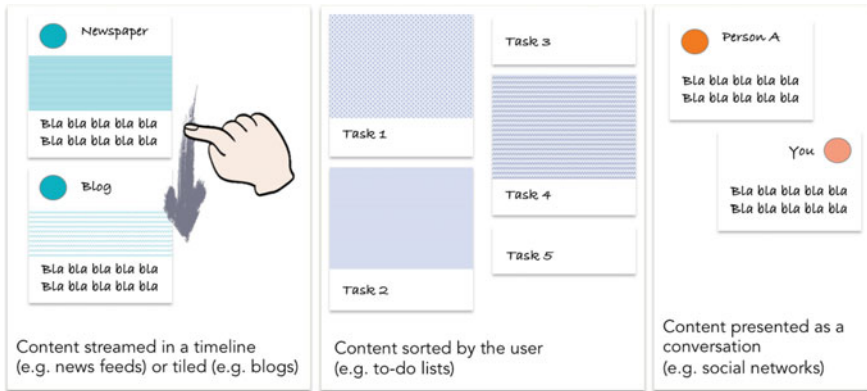 Newspaper
Bla bla bla bla bla
Bla bla bla bla bla
Blog
Bla bla bla bla bla
Bla bla bla bla bla
Content streamed in a timeline
(e.g. news feeds) or tiled (e.g. blogs)
Task 1
Task 2
Task 3
Task 4
Task 5
Content sorted by the user
(e.g. to-do lists)
Person A
Bla bla bla bla bla
Bla bla bla bla bla
You
Bla bla bla bla bla
Bla bla bla bla bla
Content presented as a
conversation
(e.g. social networks)